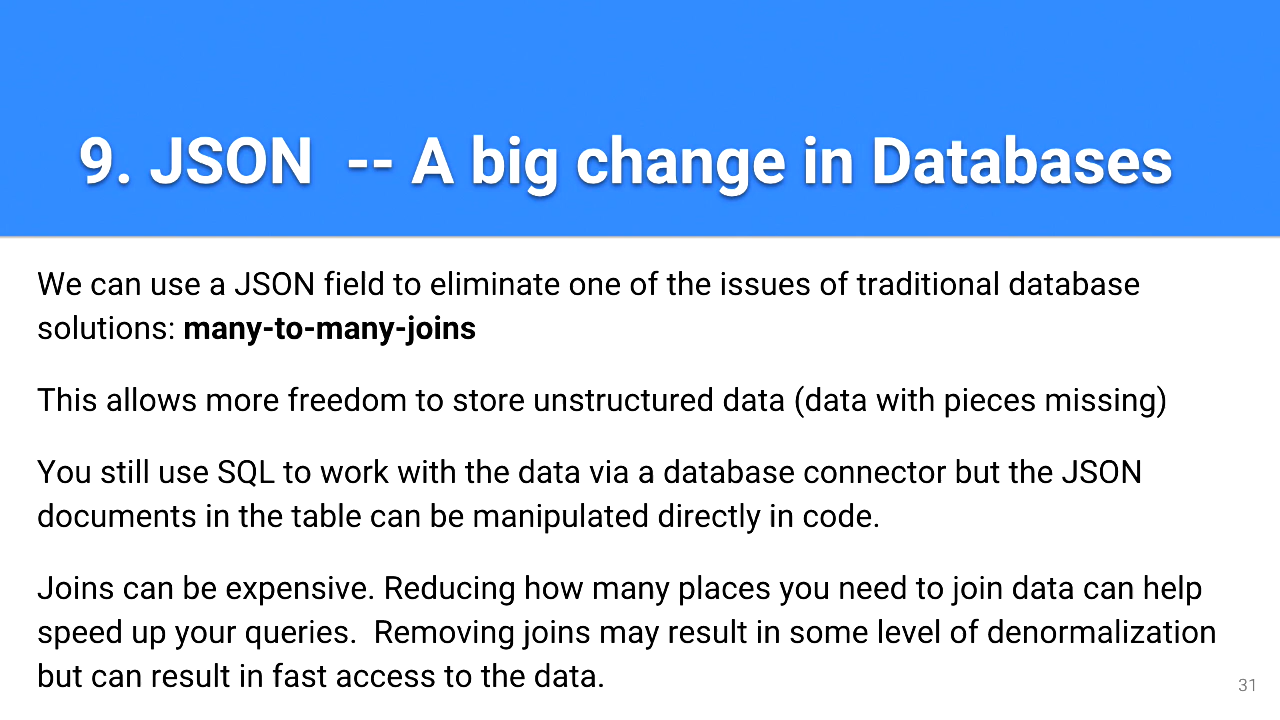 9. JSON  -- A big change in Databases
We can use a JSON field to eliminate one of the issues of traditional database
solutions: many-to-many-joins
This allows more freedom to store unstructured data (data with pieces missing)
You still use SQL to work with the data via a database connector but the JSON
documents in the table can be manipulated directly in code.
Joins can be expensive. Reducing how many places you need to join data can help
speed up your queries.  Removing joins may result in some level of denormalization
but can result in fast access to the data.
31